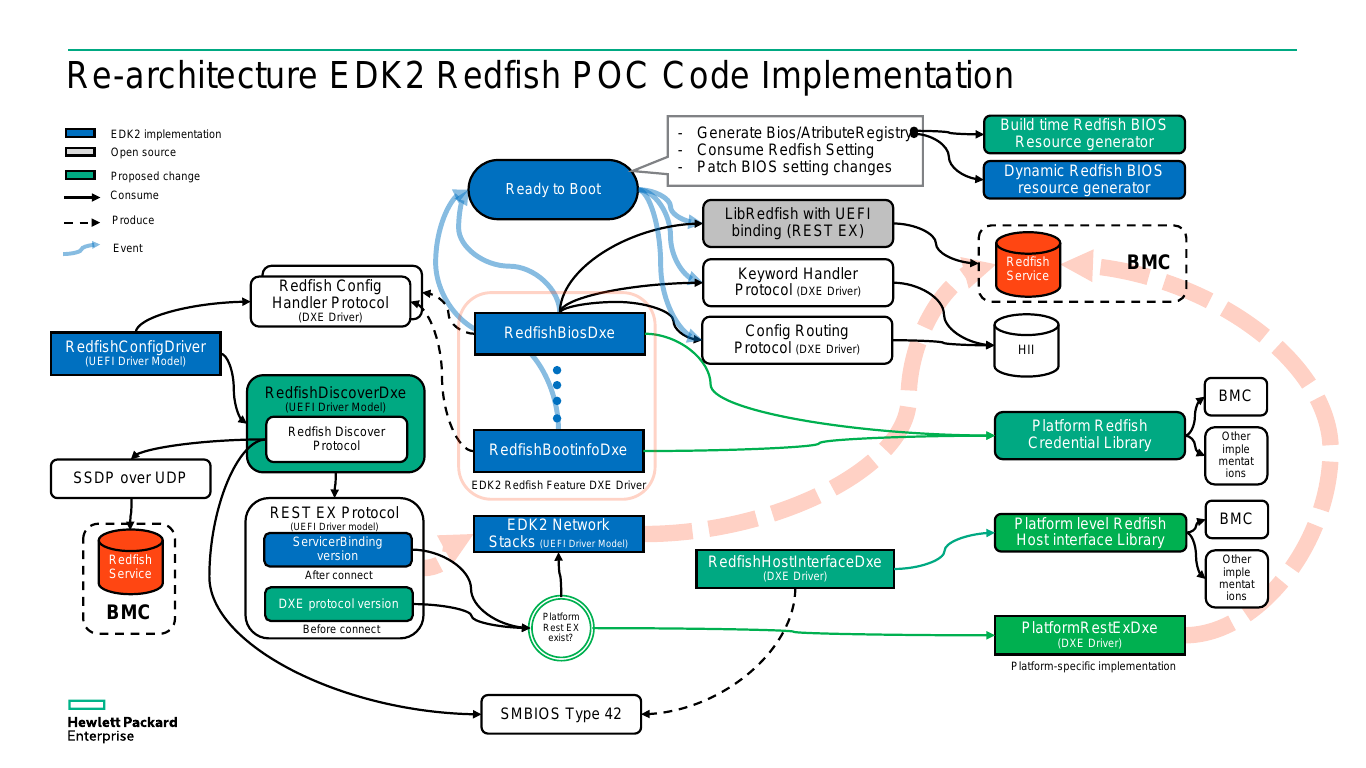 Re-architecture EDK2 Redfish POC Code Implementation
EDK2 implementation
Open source
Proposed change
Consume
Produce
Event
- Generate Bios/AtributeRegistry
- Consume Redfish Setting
- Patch BIOS setting changes
Build time Redfish BIOS
Resource generator
Dynamic Redfish BIOS
resource generator
Ready to Boot
LibRedfish with UEFI
binding (REST EX)
Keyword Handler
Protocol (DXE Driver)
Config Routing
Protocol (DXE Driver)
Redfish
Service
BMC
HII
Redfish Config
Handler Protocol
(DXE Driver)
RedfishConfigDriver
(UEFI Driver Model)
RedfishBiosDxe
RedfishDiscoverDxe
(UEFI Driver Model)
Redfish Discover
Protocol
RedfishBootinfoDxe
EDK2 Redfish Feature DXE Driver
Platform Redfish
Credential Library
BMC
Other
imple
mentat
ions
SSDP over UDP
Redfish
Service
BMC
REST EX Protocol
(UEFI Driver model)
ServicerBinding
version
After connect
DXE protocol version
Before connect
EDK2 Network
Stacks (UEFI Driver Model)
Platform
Rest EX
exist?
RedfishHostInterfaceDxe
(DXE Driver)
Platform level Redfish
Host interface Library
BMC
Other
imple
mentat
ions
PlatformRestExDxe
(DXE Driver)
Platform-specific implementation
SMBIOS Type 42
Hewlett Packard
Enterprise